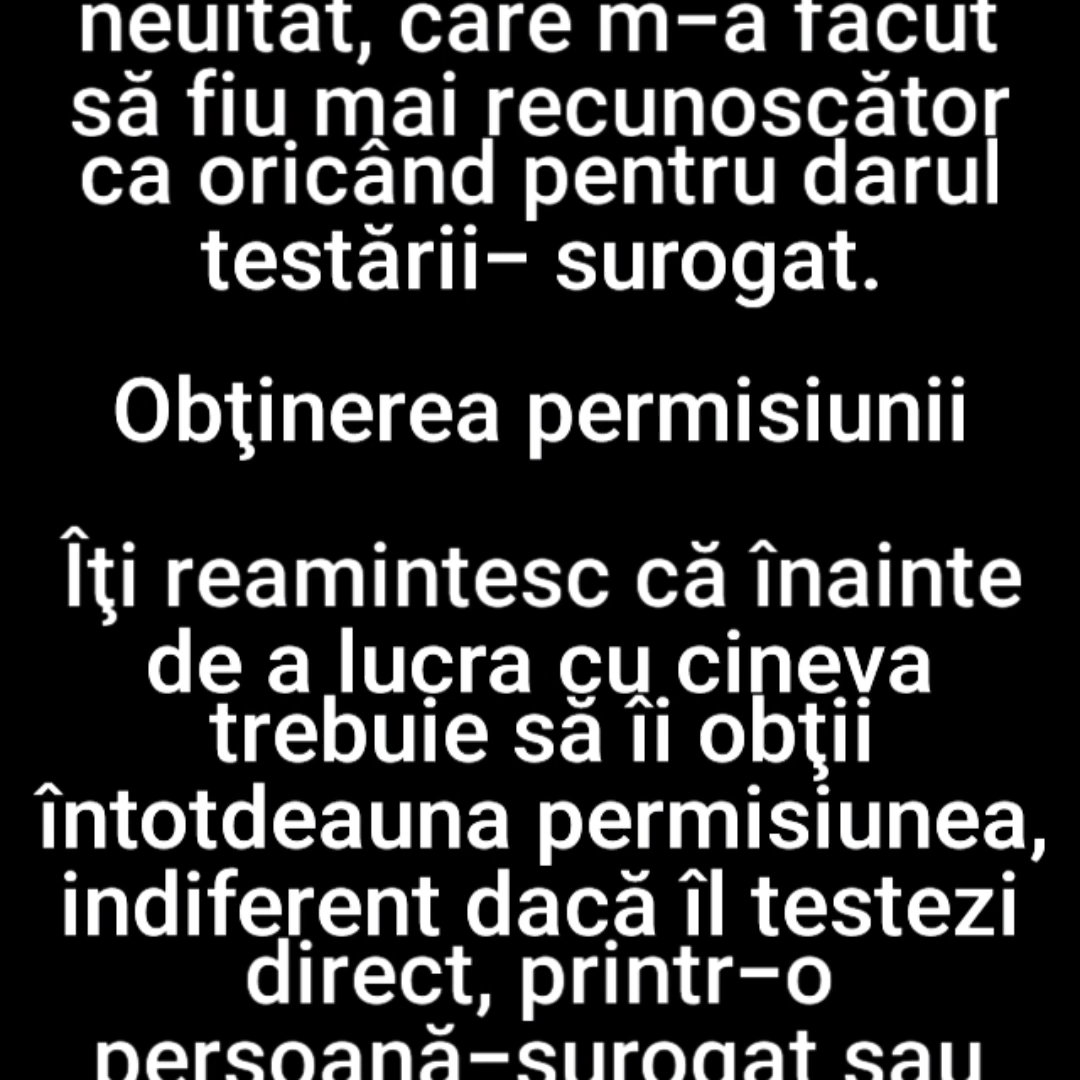 neuitat, care m–a făcut
să fiu mai recunoscător
ca oricând pentru darul
testării– surogat.
Obţinerea permisiunii
Îţi reamintesc că înainte
de a lucra cu cineva
trebuie să îi obţii
întotdeauna permisiunea,
indiferent dacă îl testezi
direct, printr–o
persoană–surogat sau